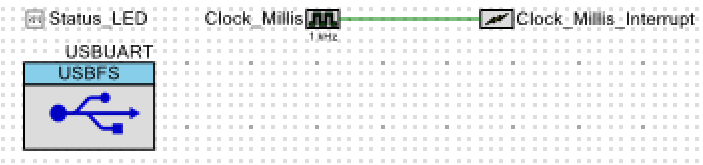 Status_LED
Clock_Millis
1 kHz
Clock_Millis_Interrupt
USBUART
USBFS